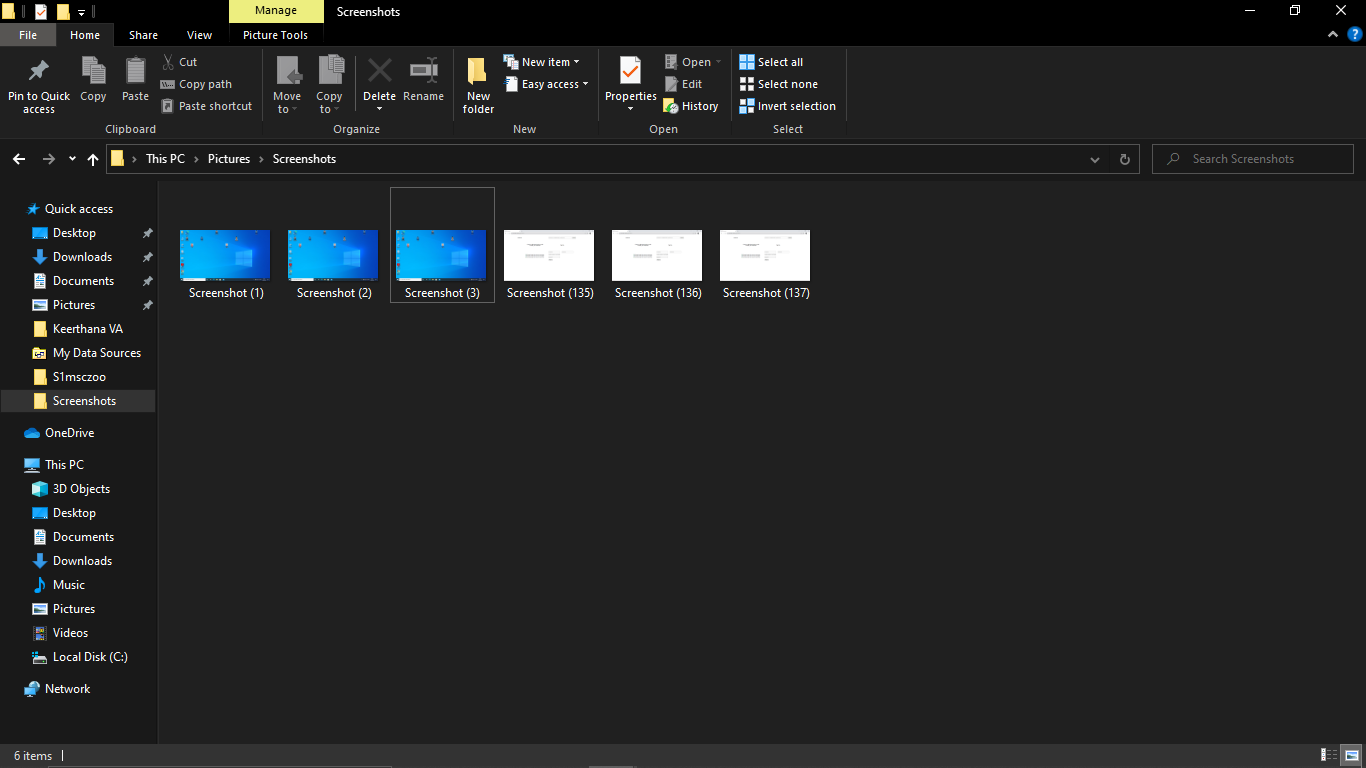 Manage
Screenshots
File
Home
Share
View
Picture Tools
Pin to Quick
access
Copy
Paste
Cut
Copy path
Paste shortcut
Clipboard
Move
to
Copy
to
Delete
Rename
Organize
New
folder
New item
Easy access
New
Properties
Open
Edit
History
Open
Select all
Select none
Invert selection
Select
This PC
Pictures
Screenshots
Search Screenshots
Quick access
Desktop
Downloads
Documents
Pictures
Keerthana VA
My Data Sources
S1msczoo
Screenshots
OneDrive
This PC
3D Objects
Desktop
Documents
Downloads
Music
Pictures
Videos
Local Disk (C:)
Network
Screenshot (1)
Screenshot (2)
Screenshot (3)
Screenshot (135)
Screenshot (136)
Screenshot (137)
6 items